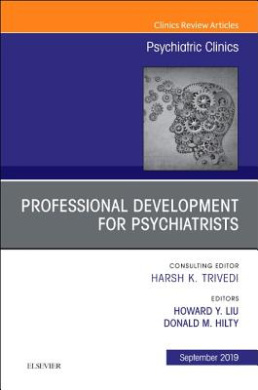 Clinics Review Articles
Psychiatric Clinics
PROFESSIONAL DEVELOPMENT
FOR PSYCHIATRISTS
CONSULTING EDITOR
HARSH K. TRIVEDI
EDITORS
HOWARD Y. LIU
DONALD M. HILTY
ELSEVIER
September 2019